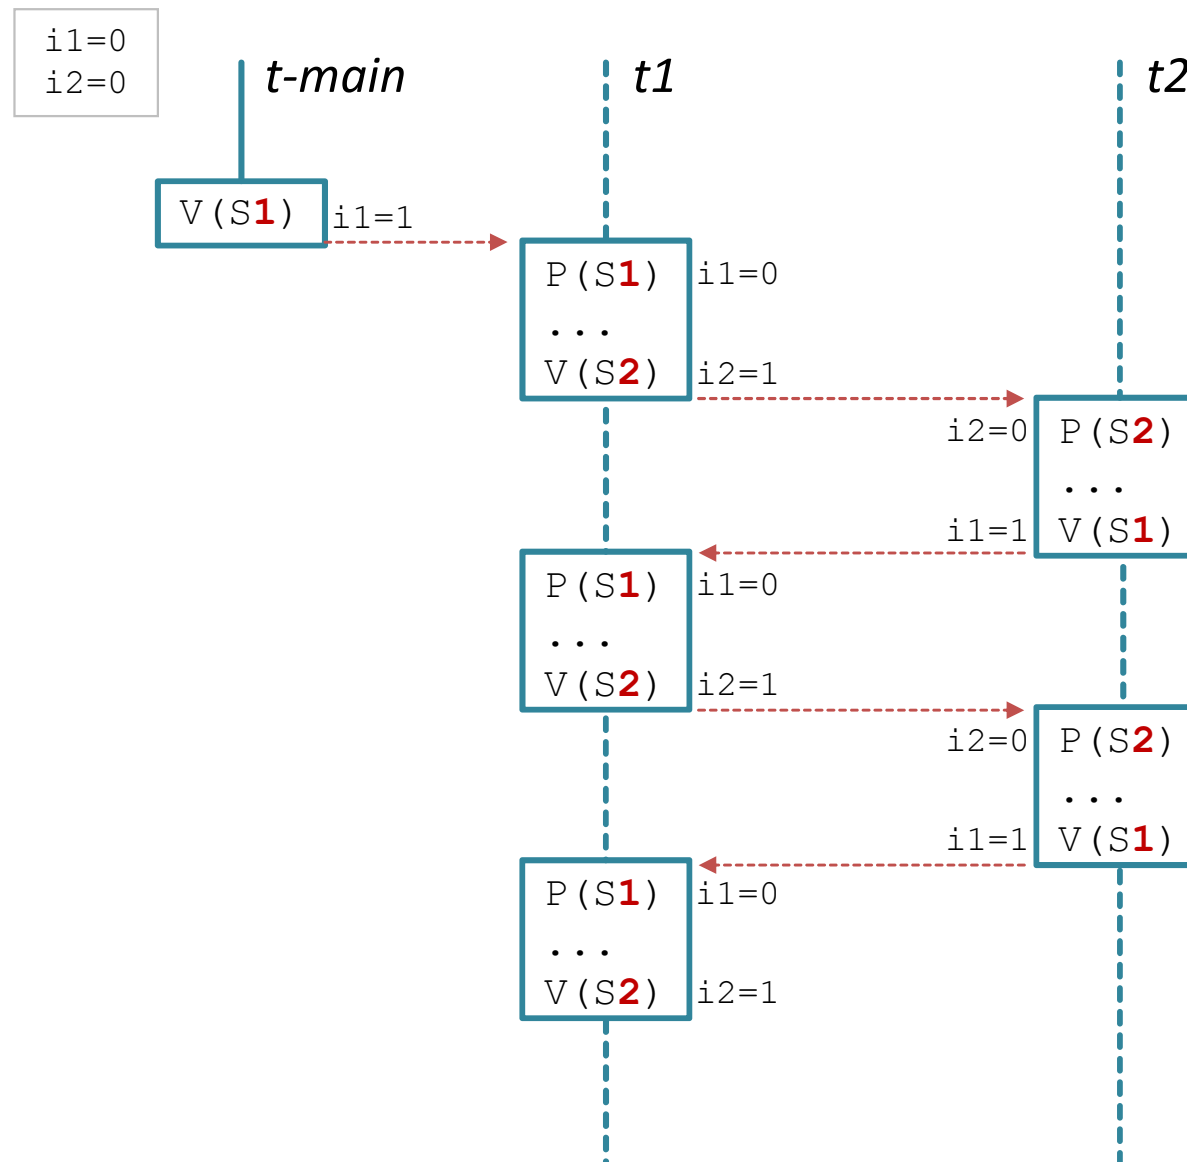 i1=0
i2=0
t-main
t1
t2
V(S1)
i1=1
P(S1)
i1=0
...
V(S2)
i2=1
i2=0
P(S2)
...
i1=1
V(S1)
P(S1)
i1=0
...
V(S2)
i2=1
i2=0
P(S2)
...
i1=1
V(S1)
P(S1)
i1=0
...
V(S2)
i2=1